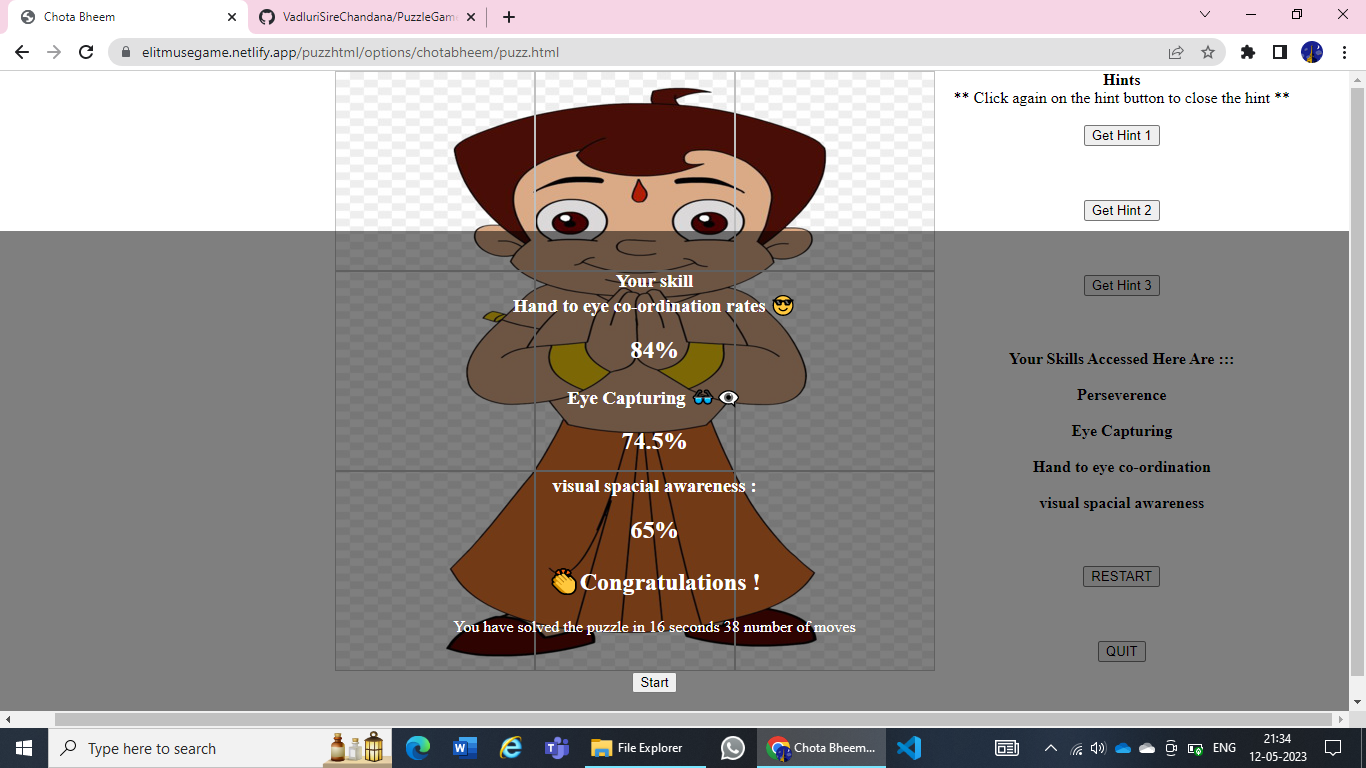 Chota Bheem
VadluriSireChandana/PuzzleGam
elitmusegame.netlify.app/puzzhtml/options/chotabheem/puzz.html
Hints
** Click again on the hint button to close the hint **
Get Hint 1
Get Hint 2
Get Hint 3
Your skill
Hand to eye co-ordination rates 😎
84%
Eye Capturing 👓 👁️‍🗨️
74.5%
visual spacial awareness :
65%
👏Congratulations !
You have solved the puzzle in 16 seconds 38 number of moves
Your Skills Accessed Here Are :::
Perseverence
Eye Capturing
Hand to eye co-ordination
visual spacial awareness
RESTART
QUIT
Start
Type here to search
File Explorer
Chota Bheem...
ENG
21:34
12-05-2023